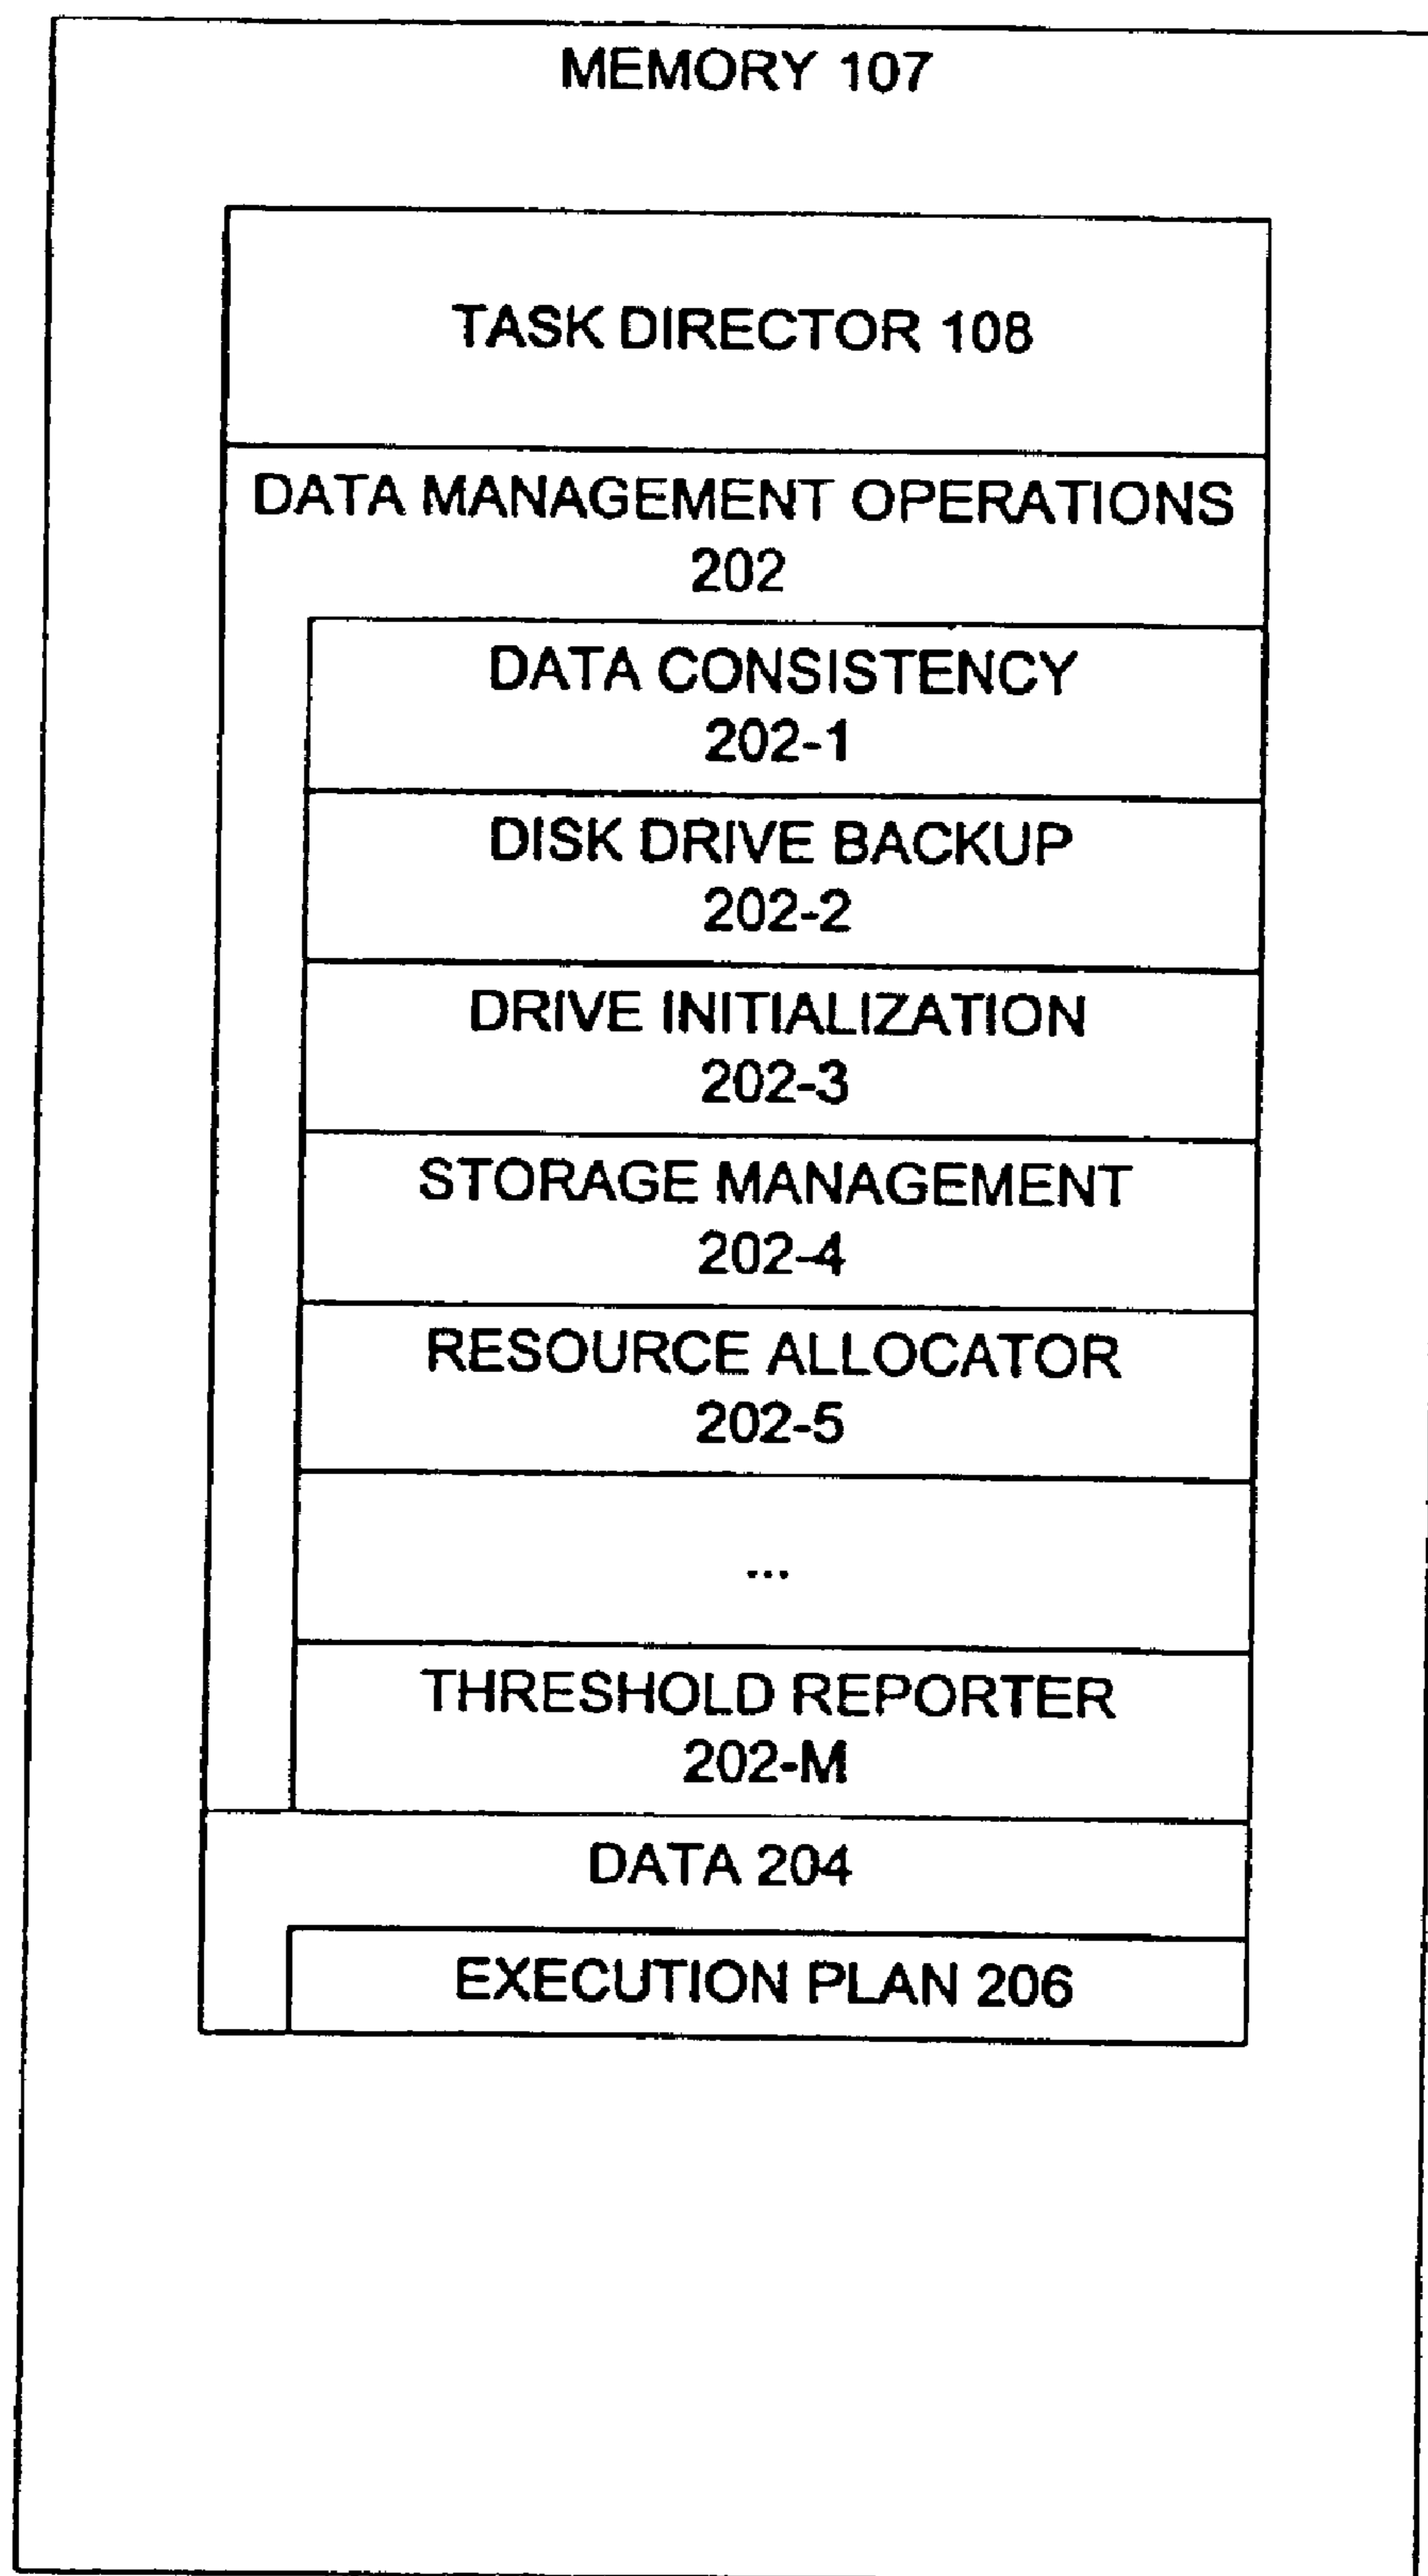 MEMORY 107
TASK DIRECTOR 108
DATA MANAGEMENT OPERATIONS
202
DATA CONSISTENCY
202-1
DISK DRIVE BACKUP
202-2
DRIVE INITIALIZATION
202-3
STORAGE MANAGEMENT
202-4
RESOURCE ALLOCATOR
202-5
...
THRESHOLD REPORTER
202-M
DATA 204
EXECUTION PLAN 206